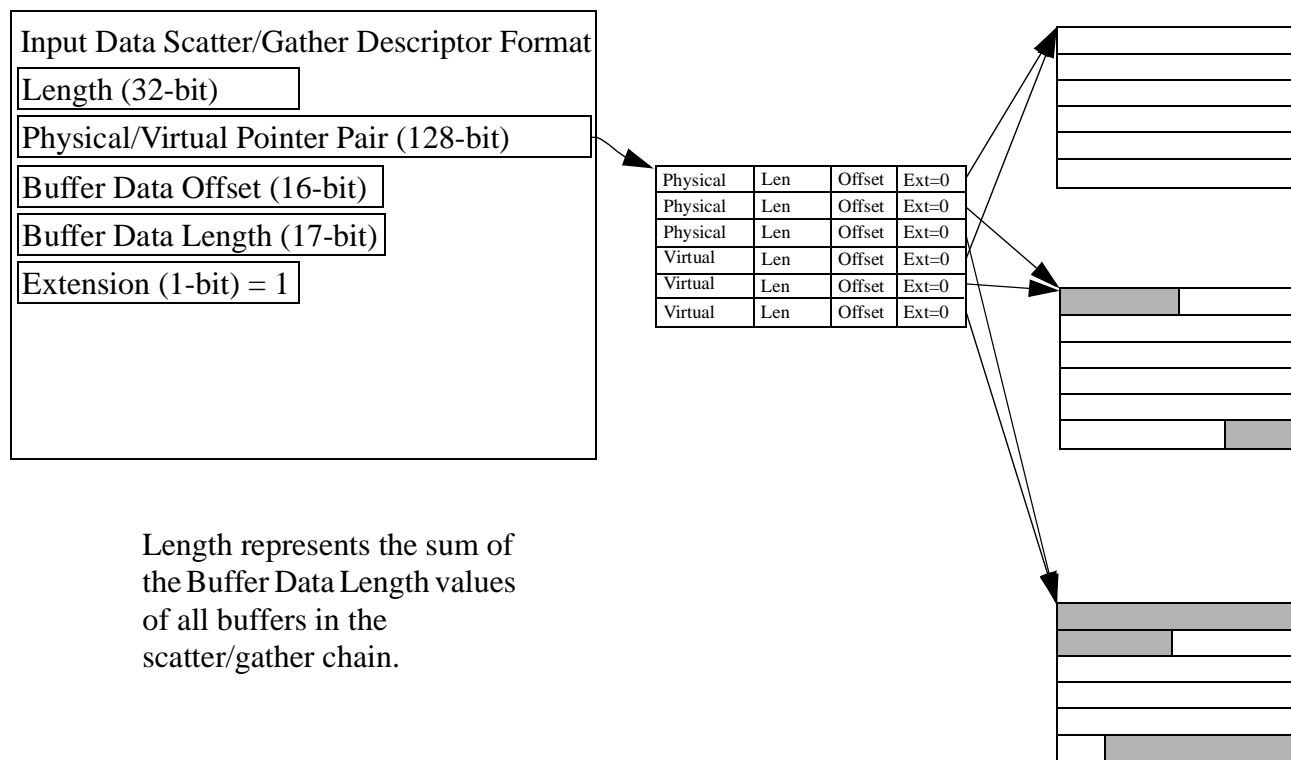 Input Data Scatter/Gather Descriptor Format
Length (32-bit)
Physical/Virtual Pointer Pair (128-bit)
Buffer Data Offset (16-bit)
Buffer Data Length (17-bit)
Extension (1-bit) = 1
Physical Len Offset Ext=0
Physical Len Offset Ext=0
Physical Len Offset Ext=0
Virtual Len Offset Ext=0
Virtual Len Offset Ext=0
Virtual Len Offset Ext=0
Length represents the sum of
the Buffer Data Length values
of all buffers in the
scatter/gather chain.